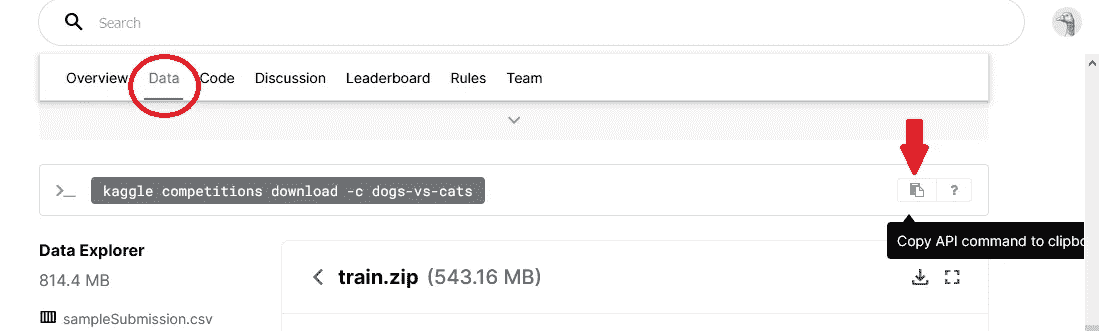 Search
Overview Data Code Discussion Leaderboard Rules Team
>_ kaggle competitions download -c dogs-vs-cats ?
Copy API command to clipbo
Data Explorer
814.4 MB
train.zip (543.16 MB)
sampleSubmission.csv